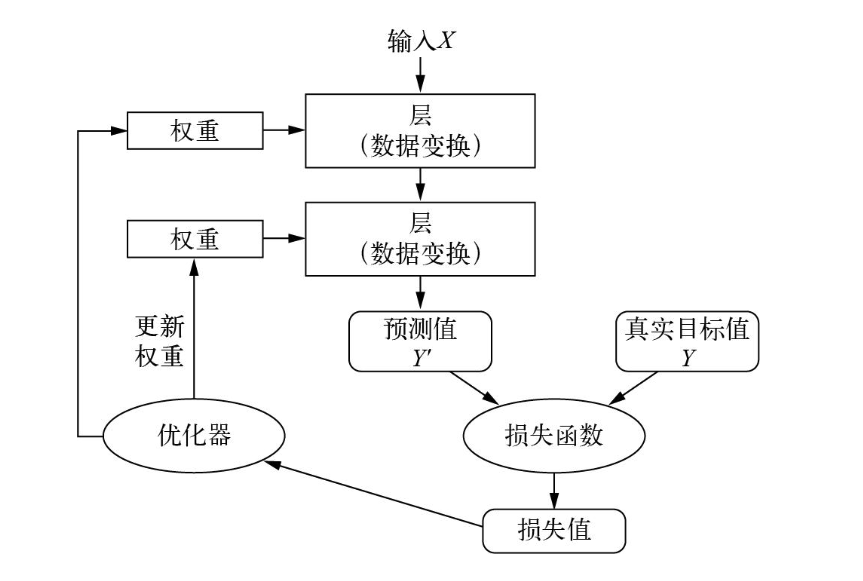 输入X
权重
层
（数据变换）
权重
层
（数据变换）
更新
权重
预测值
Y′
真实目标值
Y
优化器
损失函数
损失值